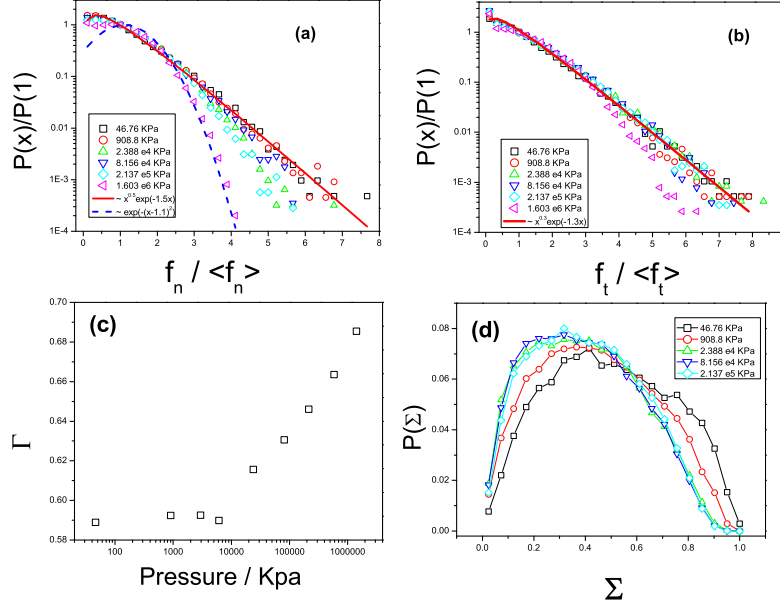 (a)
P(x)/P(1)
1
0.1
0.01
1E-3
1E-4
46.76 KPa
908.8 KPa
2.388 e4 KPa
8.156 e4 KPa
2.137 e5 KPa
1.603 e6 KPa
~ x^0.5 exp(-1.5x)
~ exp(-(x-1.1)^2)
0 1 2 3 4 5 6 7 8
f_n / <f_n>
(b)
P(x)/P(1)
1
0.1
0.01
1E-3
1E-4
46.76 KPa
908.8 KPa
2.388 e4 KPa
8.156 e4 KPa
2.137 e5 KPa
1.603 e6 KPa
~ x^0.3 exp(-1.3x)
0 1 2 3 4 5 6 7 8
f_t / <f_t>
(c)
Γ
0.70
0.68
0.66
0.64
0.62
0.60
0.58
100 1000 10000 100000 1000000
Pressure / Kpa
(d)
P(Σ)
0.08
0.06
0.04
0.02
0.00
46.76 KPa
908.8 KPa
2.388 e4 KPa
8.156 e4 KPa
2.137 e5 KPa
0.0 0.2 0.4 0.6 0.8 1.0
Σ